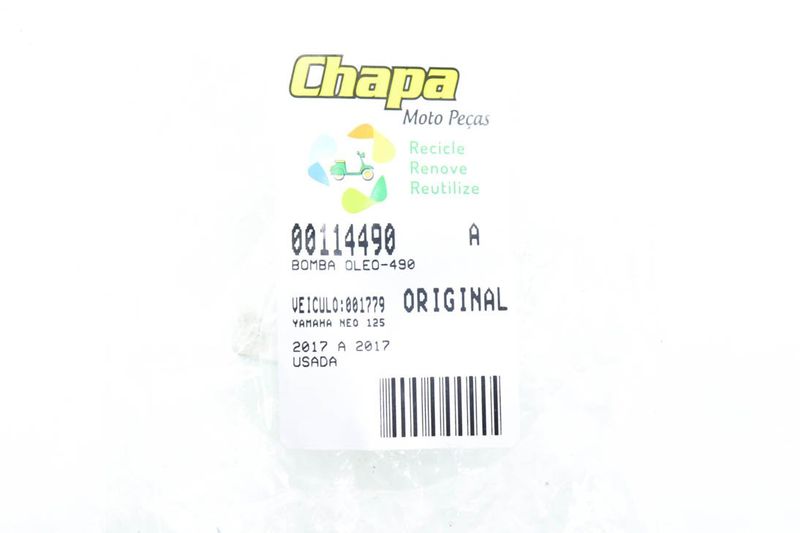 Chapa
Moto Peças
Recicle
Renove
Reutilize
00114490 A
BOMBA OLEO-490
VEICULO:001779 ORIGINAL
YAMAHA NEO 125
2017 A 2017
USADA